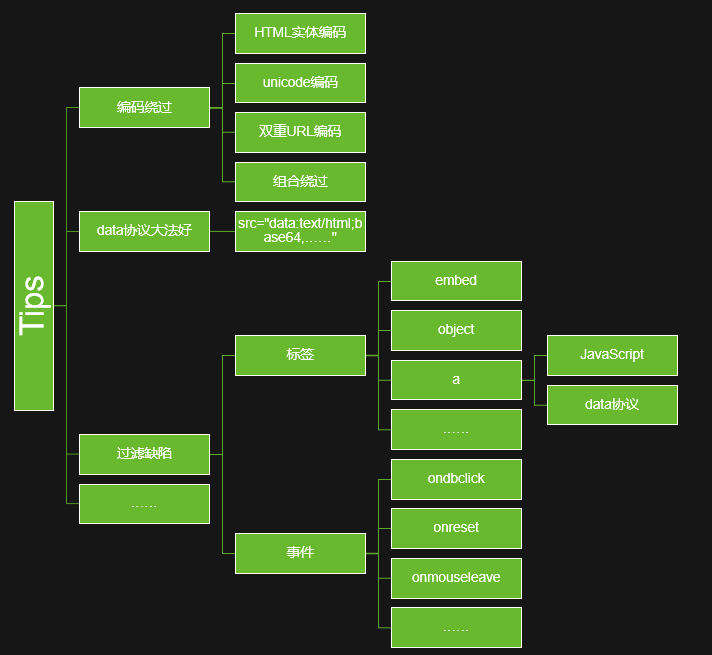 Tips
编码绕过
HTML实体编码
unicode编码
双重URL编码
组合绕过
data协议大法好
src="data:text/html;b
ase64,……"
过滤缺陷
标签
embed
object
a
JavaScript
data协议
……
事件
ondbclick
onreset
onmouseleave
……
……